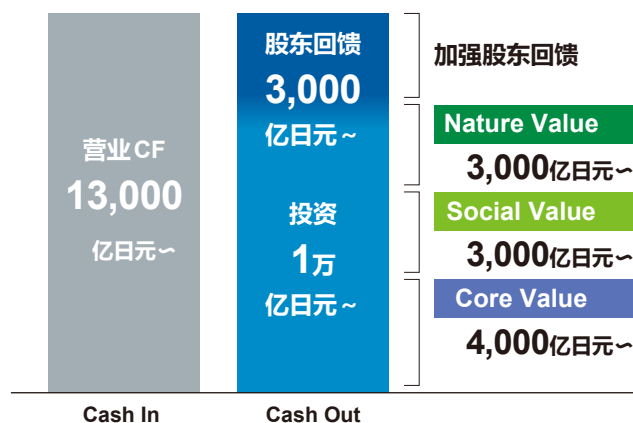 营业CF
13,000
亿日元~
股东回馈
3,000
亿日元~
投资
1万
亿日元~
加强股东回馈
Nature Value
3,000亿日元~
Social Value
3,000亿日元~
Core Value
4,000亿日元~
Cash In
Cash Out